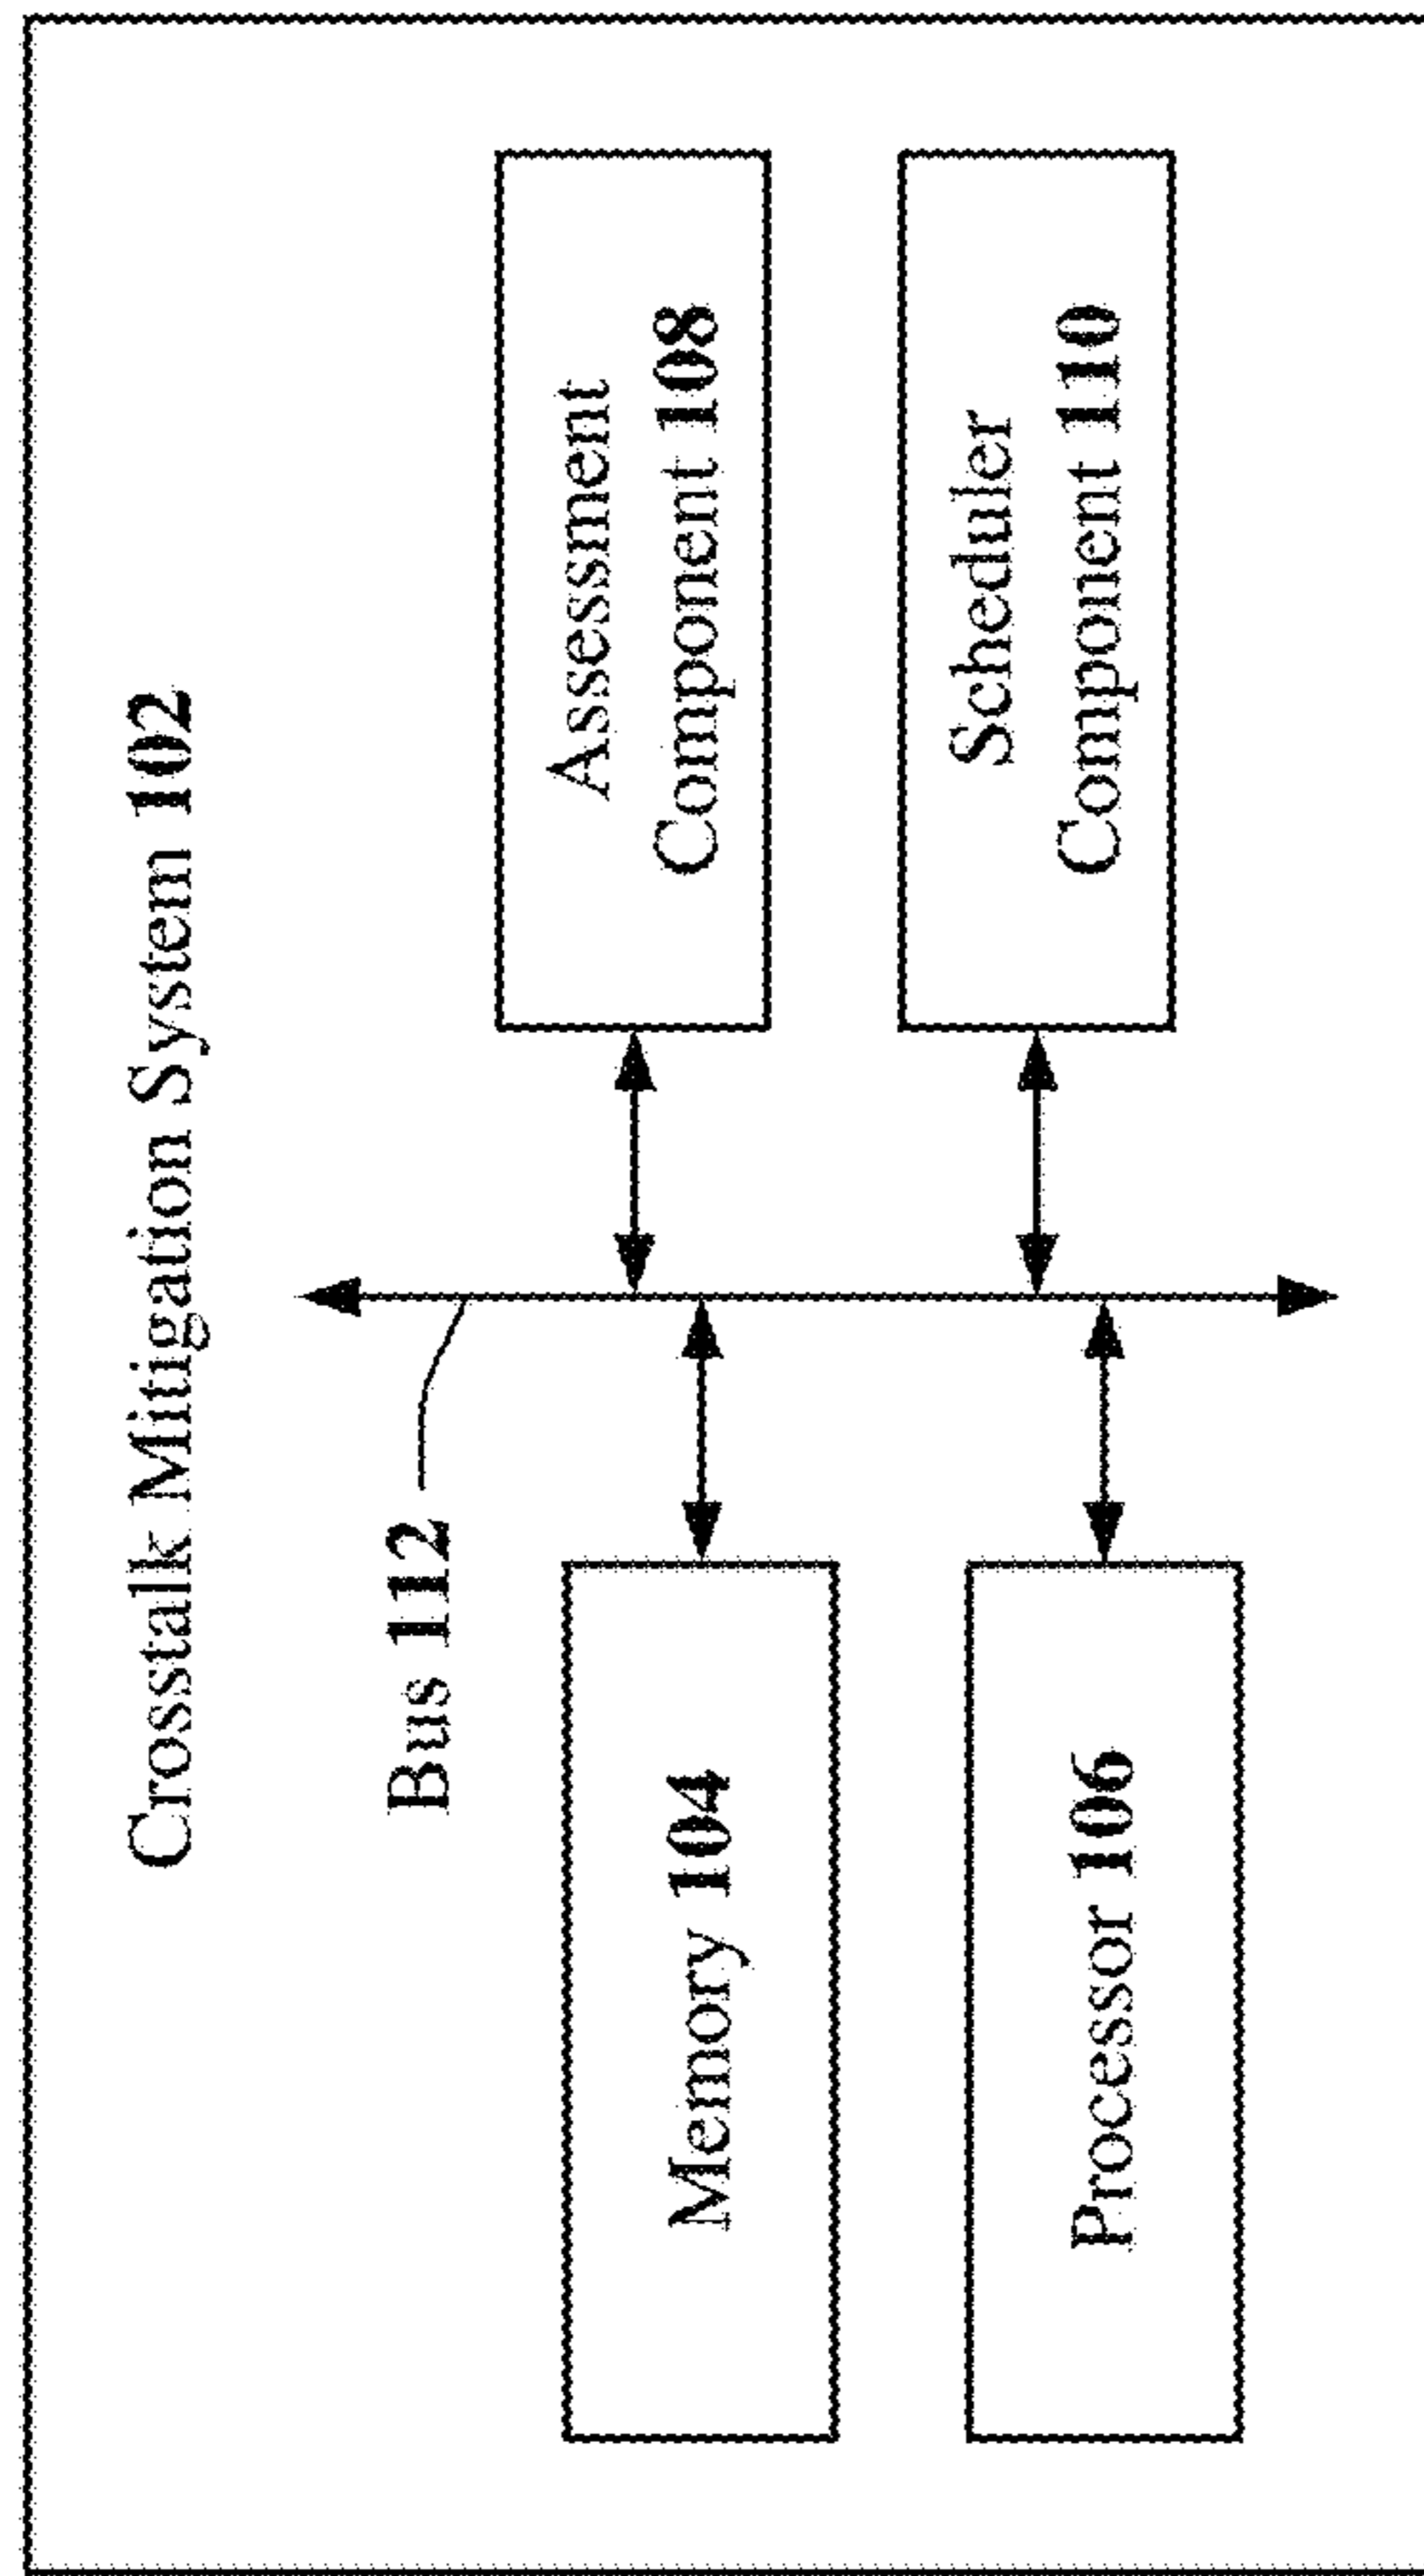 Crosstalk Mitigation System 102
Bus 112
Memory 104
Assessment
Component 108
Processor 106
Scheduler
Component 110